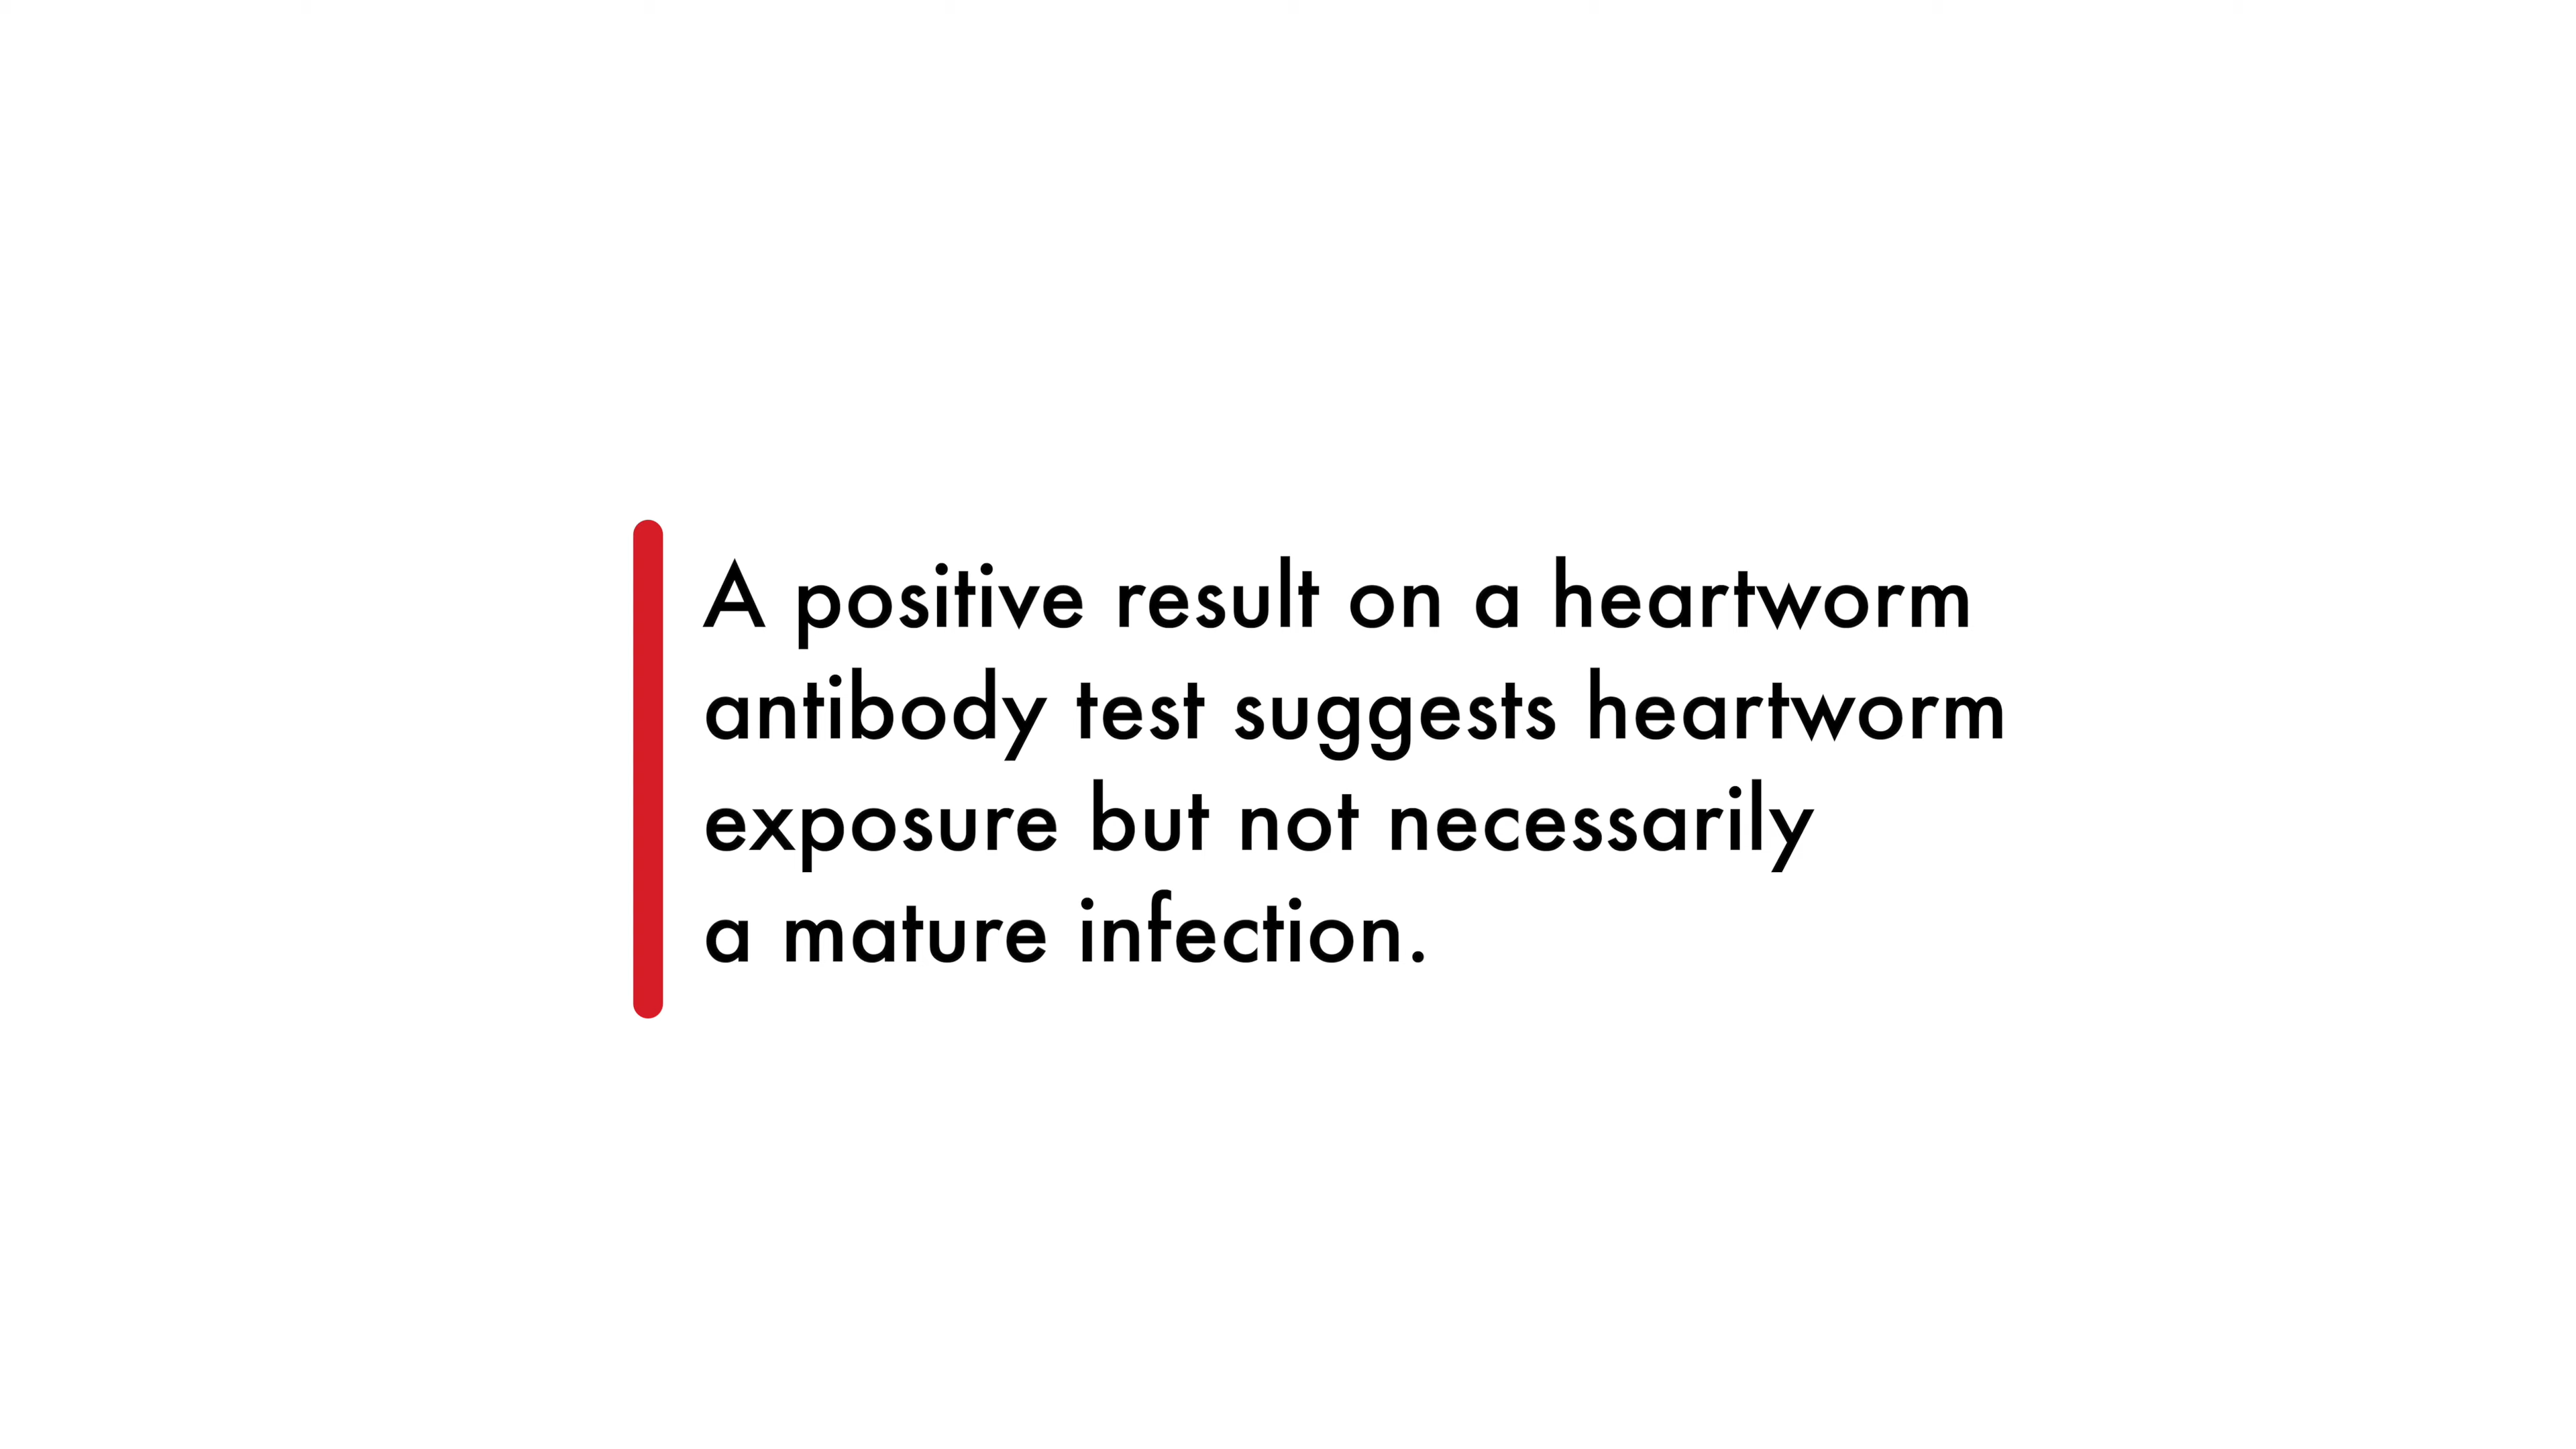 A positive result on a heartworm
antibody test suggests heartworm
exposure but not necessarily
a mature infection.